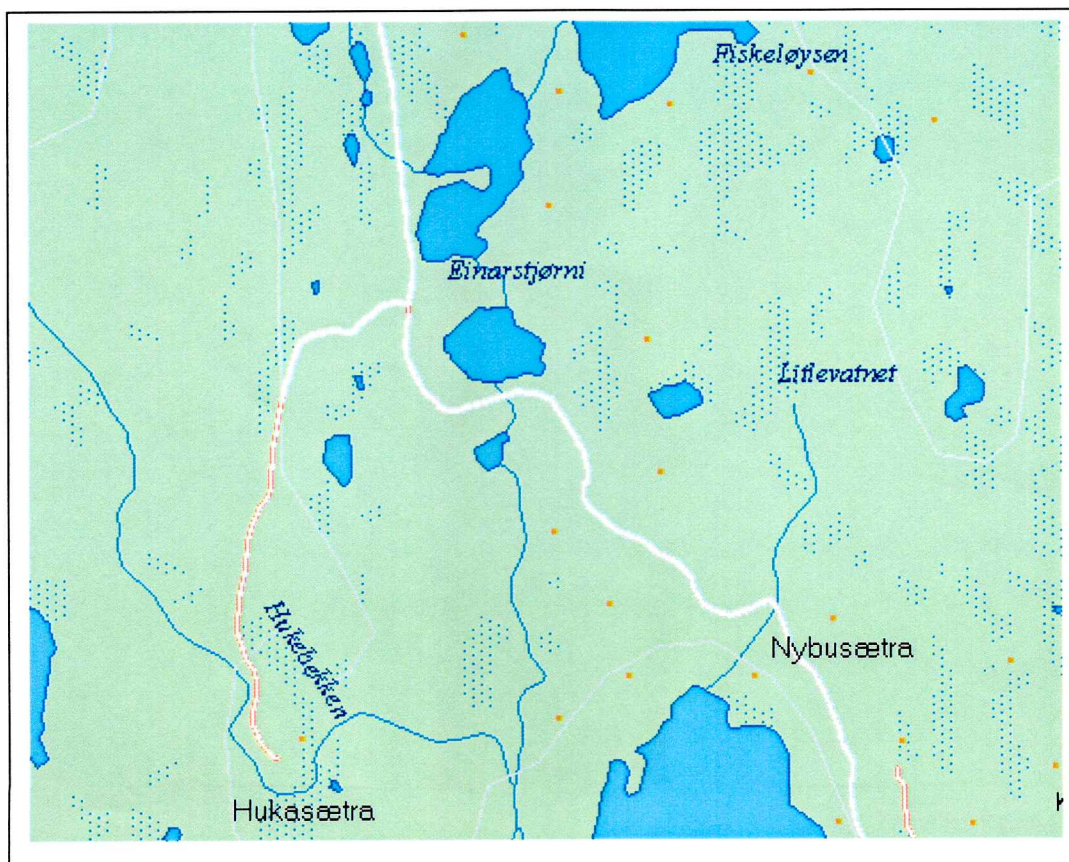 Fiskeløysen
Einarstjørni
Litlevatnet
Hukebekken
Nybusætra
Hukasætra